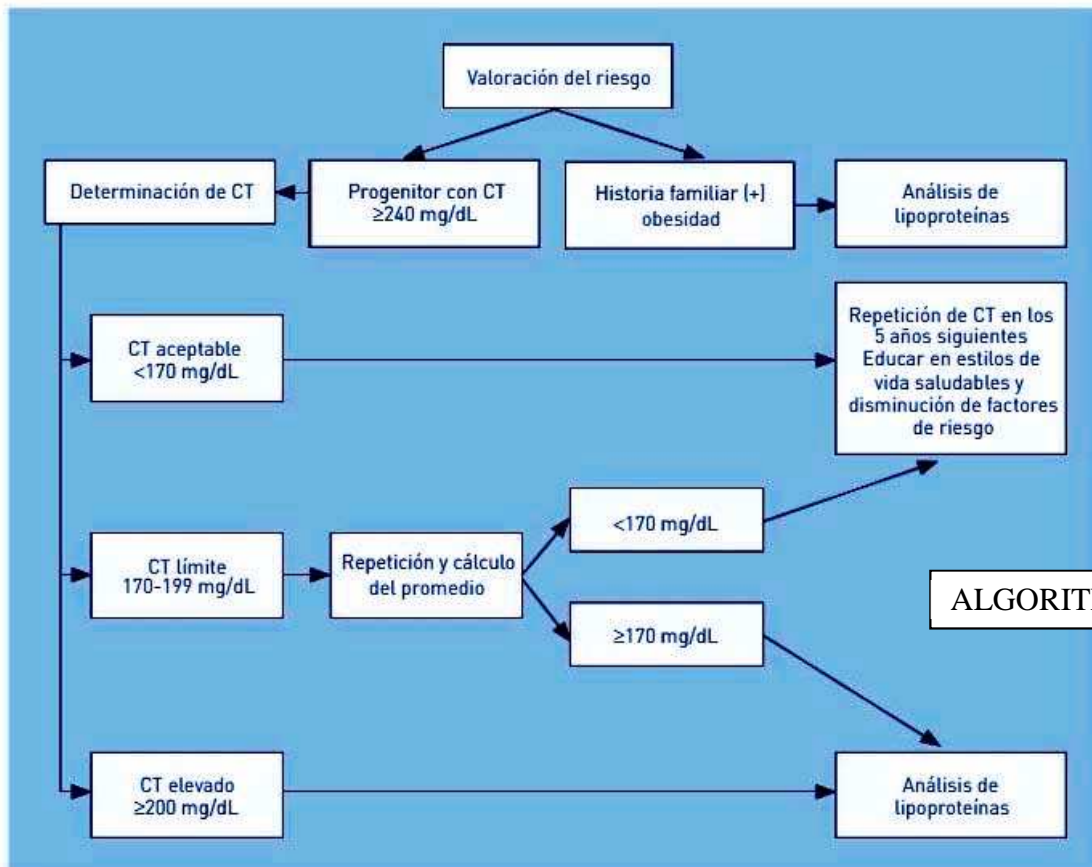 Valoración del riesgo
Determinación de CT
Progenitor con CT
≥240 mg/dL
Historia familiar (+)
obesidad
Análisis de
lipoproteínas
CT aceptable
<170 mg/dL
Repetición de CT en los
5 años siguientes
Educar en estilos de
vida saludables y
disminución de factores
de riesgo
CT límite
170-199 mg/dL
Repetición y cálculo
del promedio
<170 mg/dL
≥170 mg/dL
CT elevado
≥200 mg/dL
Análisis de
lipoproteínas